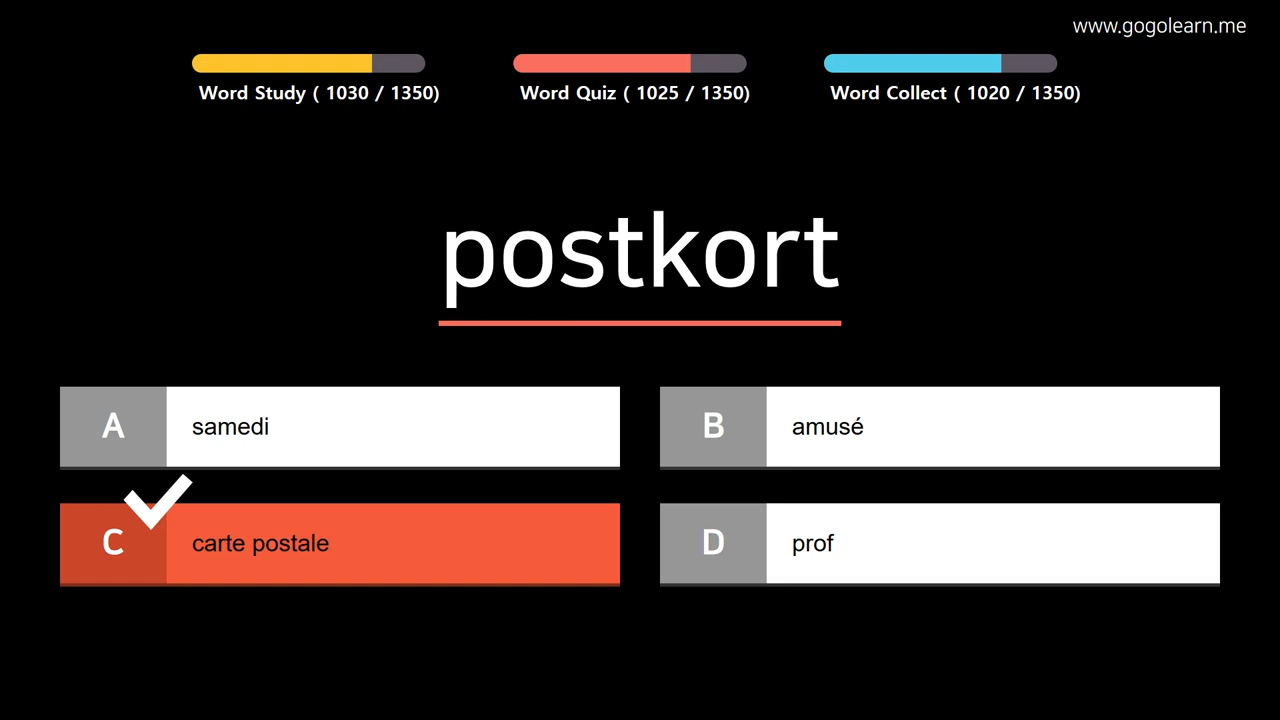 www.gogolearn.me
Word Study ( 1030 / 1350)
Word Quiz ( 1025 / 1350)
Word Collect ( 1020 / 1350)
postkort
A samedi
B amusé
C carte postale
D prof